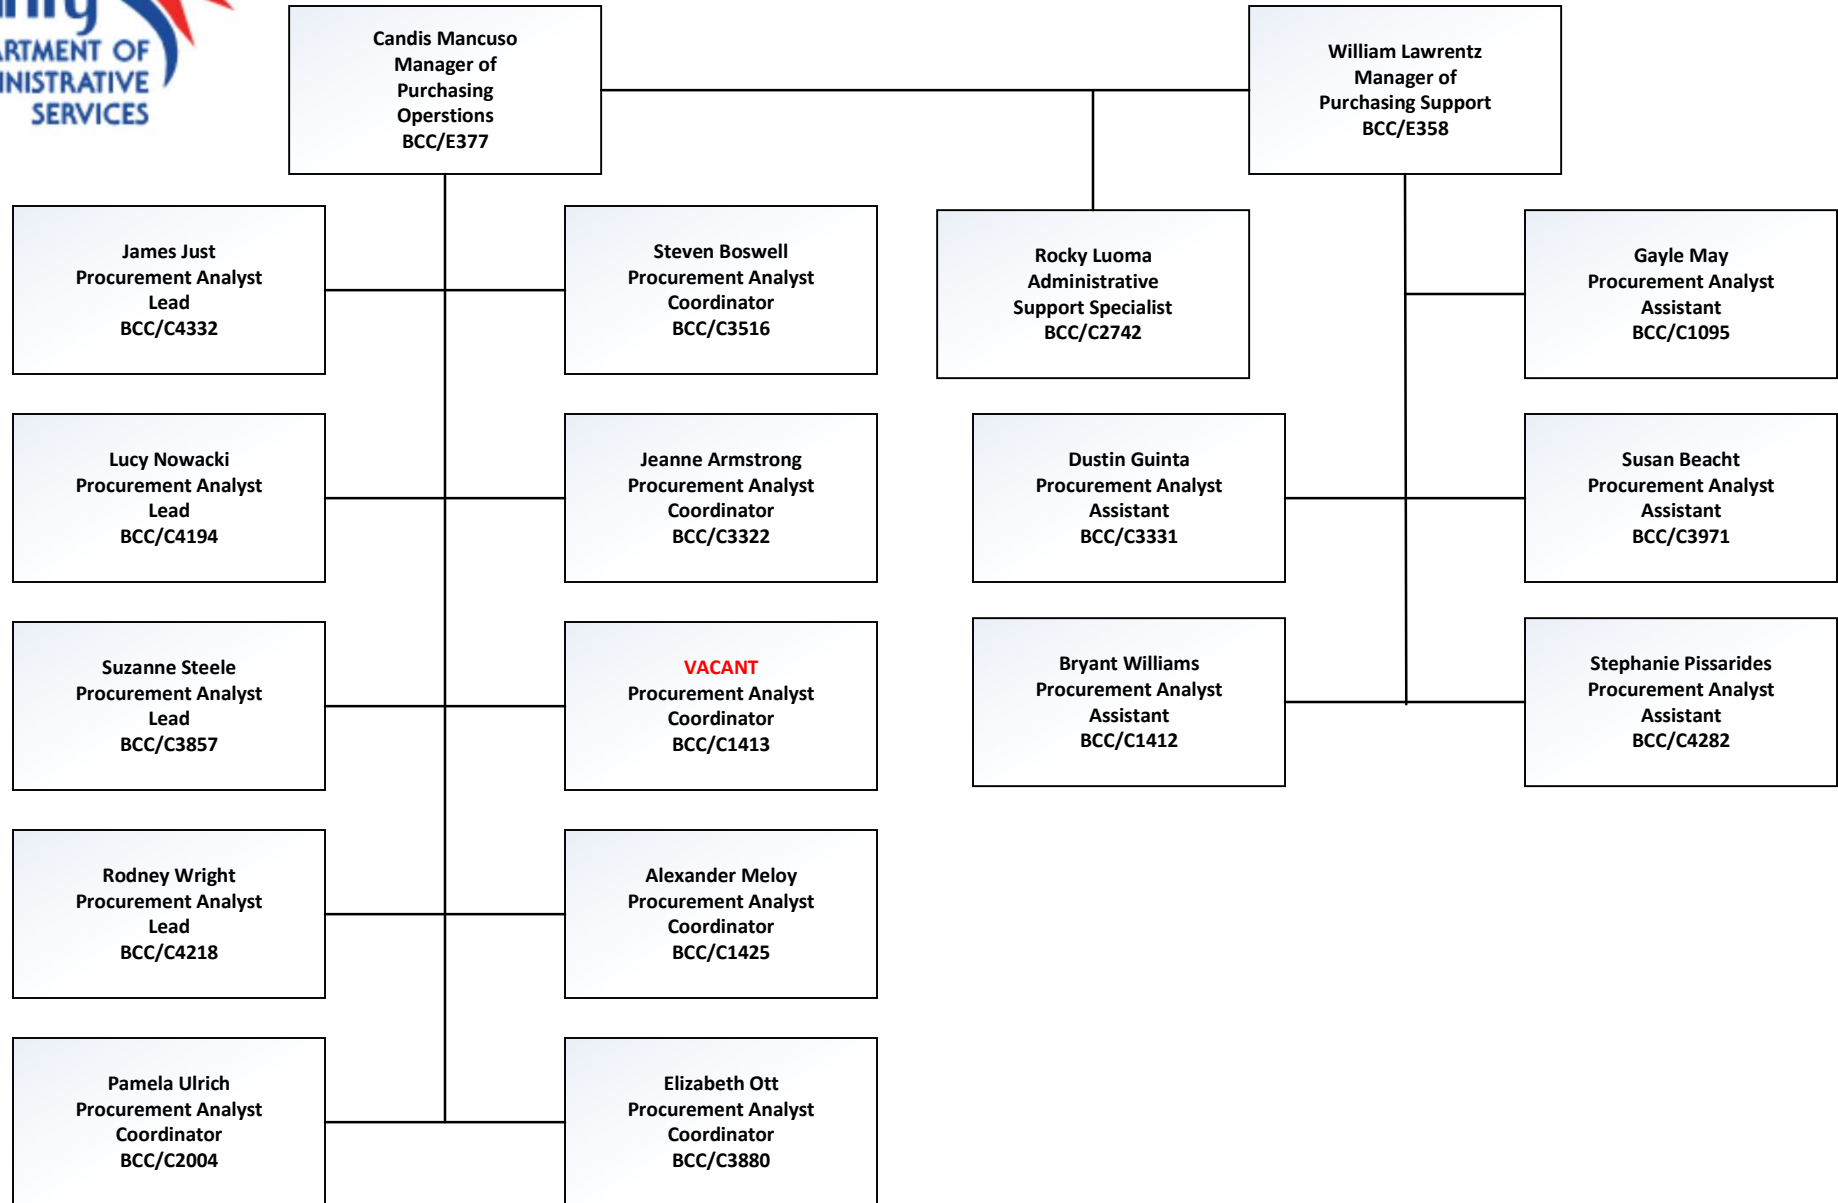 DEPARTMENT OF
ADMINISTRATIVE
SERVICES
Candis Mancuso
Manager of
Purchasing
Operstions
BCC/E377
William Lawrentz
Manager of
Purchasing Support
BCC/E358
James Just
Procurement Analyst
Lead
BCC/C4332
Steven Boswell
Procurement Analyst
Coordinator
BCC/C3516
Rocky Luoma
Administrative
Support Specialist
BCC/C2742
Gayle May
Procurement Analyst
Assistant
BCC/C1095
Lucy Nowacki
Procurement Analyst
Lead
BCC/C4194
Jeanne Armstrong
Procurement Analyst
Coordinator
BCC/C3322
Dustin Guinta
Procurement Analyst
Assistant
BCC/C3331
Susan Beacht
Procurement Analyst
Assistant
BCC/C3971
Suzanne Steele
Procurement Analyst
Lead
BCC/C3857
VACANT
Procurement Analyst
Coordinator
BCC/C1413
Bryant Williams
Procurement Analyst
Assistant
BCC/C1412
Stephanie Pissarides
Procurement Analyst
Assistant
BCC/C4282
Rodney Wright
Procurement Analyst
Lead
BCC/C4218
Alexander Meloy
Procurement Analyst
Coordinator
BCC/C1425
Pamela Ulrich
Procurement Analyst
Coordinator
BCC/C2004
Elizabeth Ott
Procurement Analyst
Coordinator
BCC/C3880